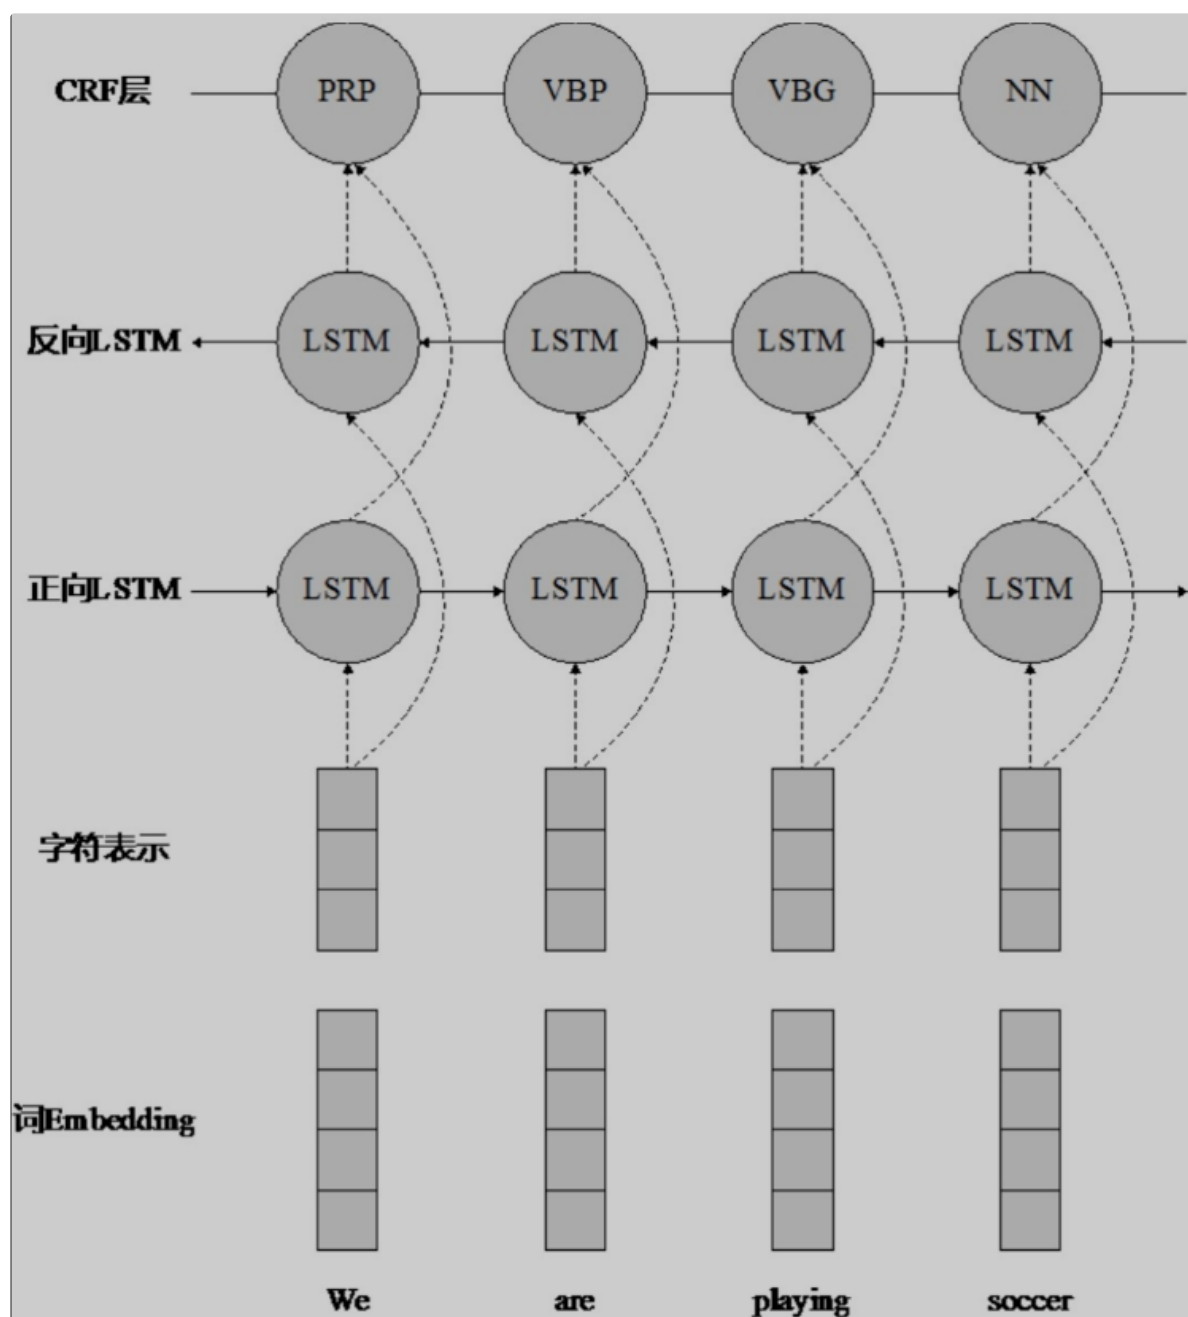 CRF层 PRP VBP VBG NN
反向LSTM LSTM LSTM LSTM LSTM
正向LSTM LSTM LSTM LSTM LSTM
字符表示
词Embedding
We are playing soccer